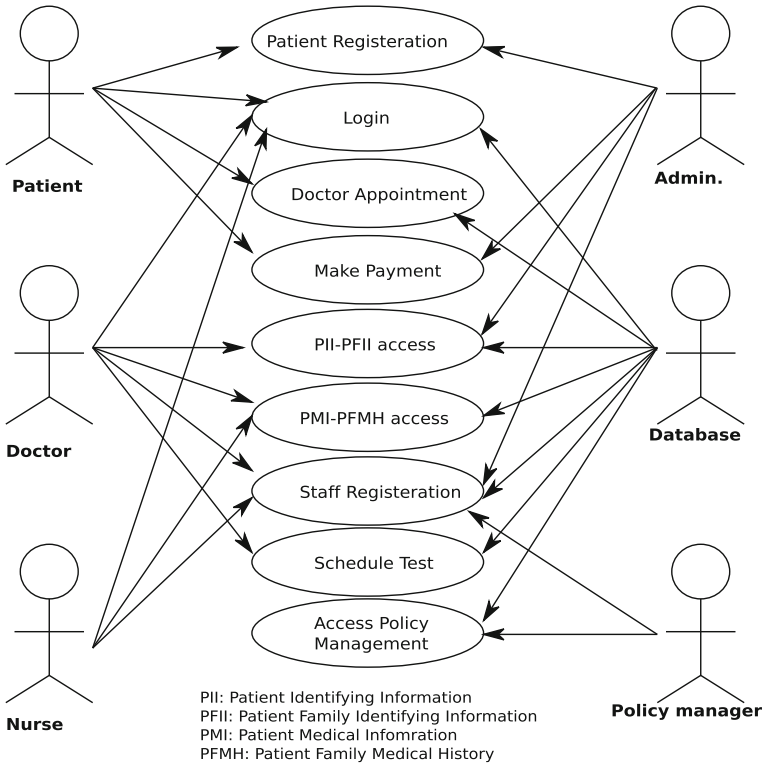 Patient Registeration
Login
Doctor Appointment
Make Payment
PII-PFII access
PMI-PFMH access
Staff Registeration
Schedule Test
Access Policy
Management
Patient
Doctor
Nurse
Admin.
Database
Policy manager
PII: Patient Identifying Information
PFII: Patient Family Identifying Information
PMI: Patient Medical Infomration
PFMH: Patient Family Medical History